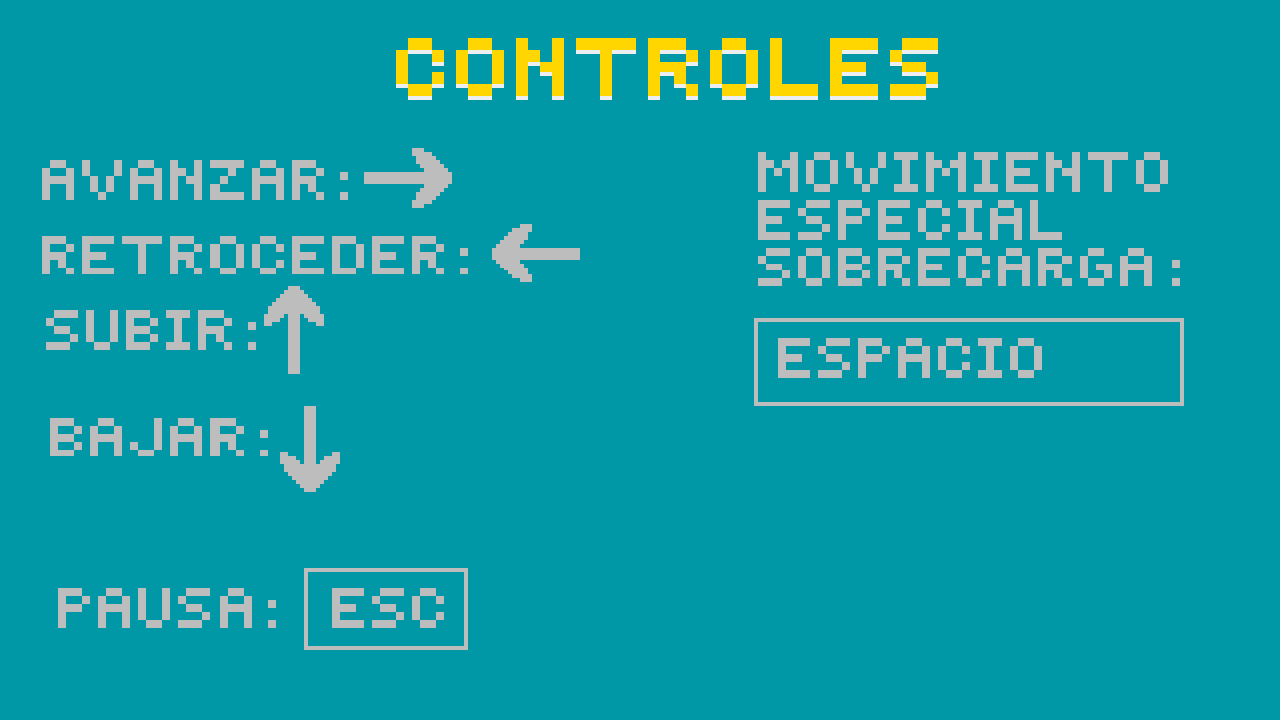 CONTROLES
AVANZAR: →
RETROCEDER: ←
SUBIR: ↑
BAJAR: ↓
PAUSA: ESC
MOVIMIENTO
ESPECIAL
SOBRECARGA:
ESPACIO